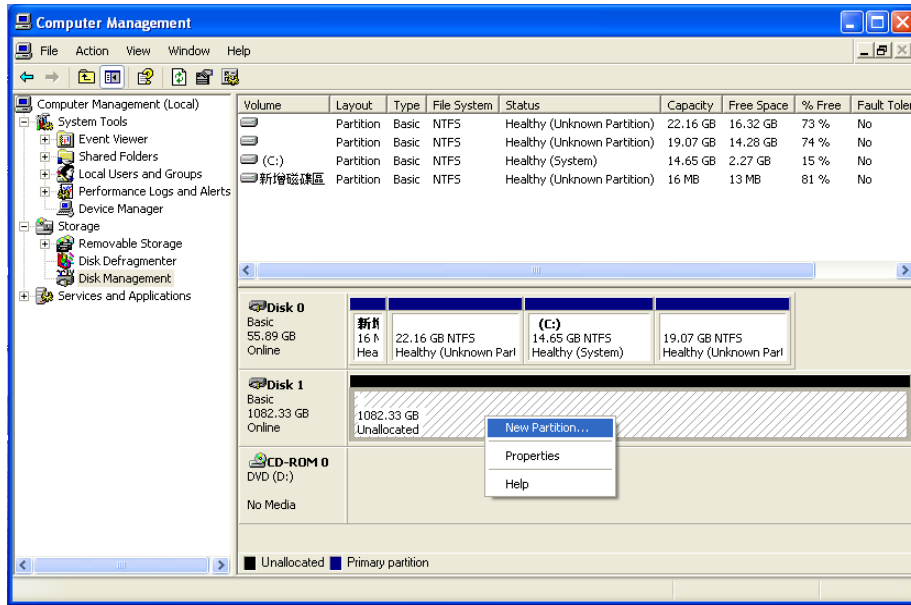 Computer Management
File Action View Window Help
Computer Management (Local)
System Tools
Event Viewer
Shared Folders
Local Users and Groups
Performance Logs and Alerts
Device Manager
Storage
Removable Storage
Disk Defragmenter
Disk Management
Services and Applications
Volume Layout Type File System Status Capacity Free Space % Free Fault Toler
Partition Basic NTFS Healthy (Unknown Partition) 22.16 GB 16.32 GB 73 % No
Partition Basic NTFS Healthy (Unknown Partition) 19.07 GB 14.28 GB 74 % No
(C:) Partition Basic NTFS Healthy (System) 14.65 GB 2.27 GB 15 % No
新增磁碟區 Partition Basic NTFS Healthy (Unknown Partition) 16 MB 13 MB 81 % No
Disk 0
Basic
55.89 GB
Online
新增
16 M
Hea
22.16 GB NTFS
Healthy (Unknown Parl
(C:)
14.65 GB NTFS
Healthy (System)
19.07 GB NTFS
Healthy (Unknown Parl
Disk 1
Basic
1082.33 GB
Online
1082.33 GB
Unallocated
New Partition...
Properties
Help
CD-ROM 0
DVD (D:)
No Media
Unallocated Primary partition